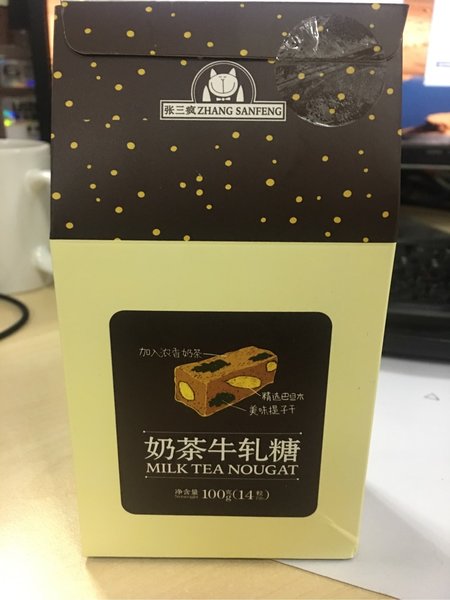 张三疯 ZHANG SANFENG
加入浓香奶茶
精选巴旦木
美味提子干
奶茶牛轧糖
MILK TEA NOUGAT
净含量 100克(14粒)